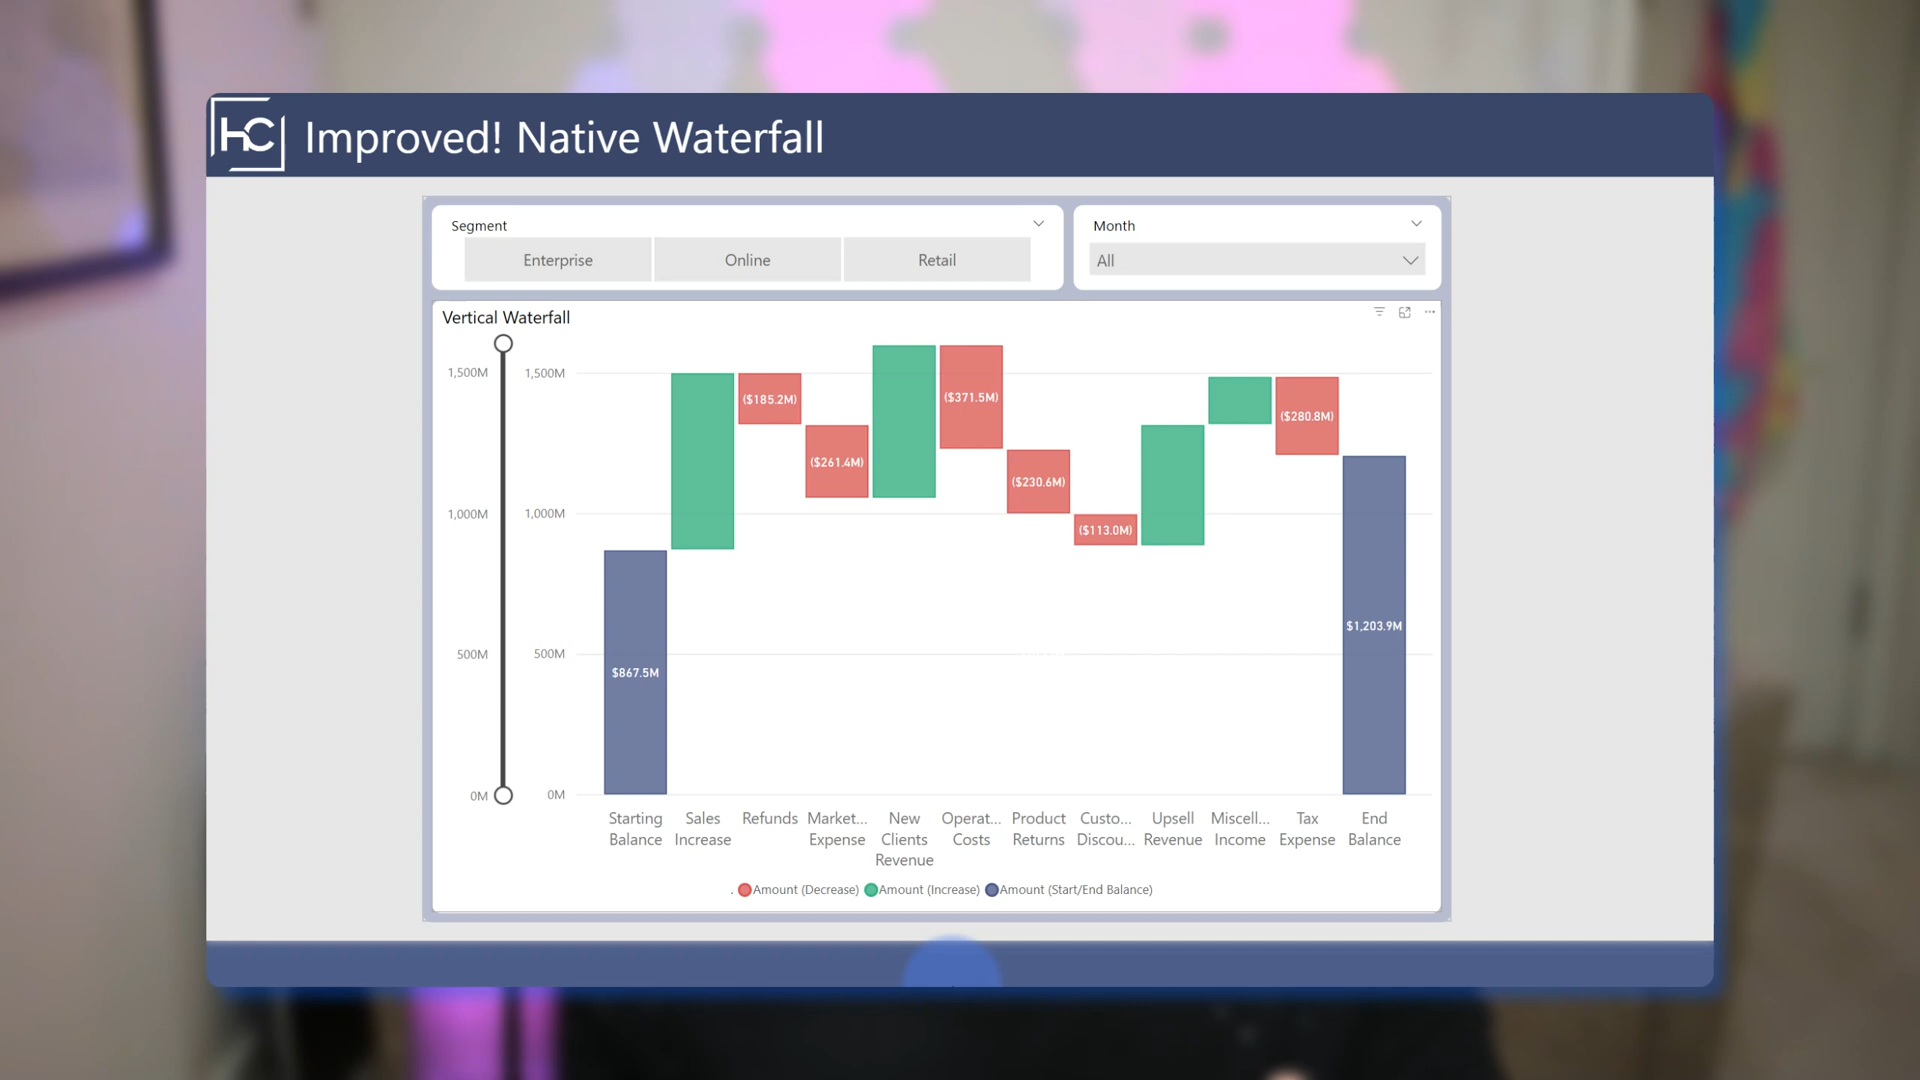 HC
Improved! Native Waterfall
Segment
Month
Enterprise
Online
Retail
All
Vertical Waterfall
1,500M
1,500M
1,000M
1,000M
500M
500M
0M
0M
$867.5M
($185.2M)
($261.4M)
($371.5M)
($230.6M)
($113.0M)
($280.8M)
$1,203.9M
Starting
Balance
Sales
Increase
Refunds
Market...
Expense
New
Clients
Revenue
Operat...
Costs
Product
Returns
Custo...
Discou...
Upsell
Revenue
Miscell...
Income
Tax
Expense
End
Balance
. Amount (Decrease) Amount (Increase) Amount (Start/End Balance)